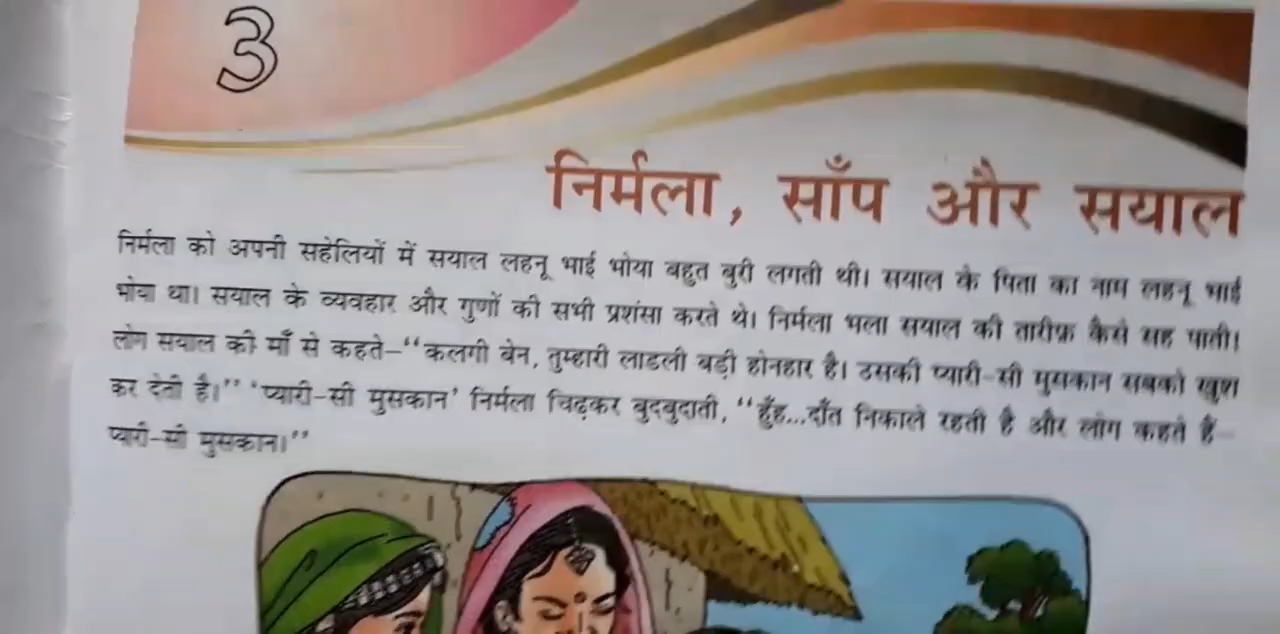 3
निर्मला, साँप और सयाल
निर्मला को अपनी सहेलियों में सयाल लहनू भाई भोया बहुत बुरी लगती थी। सयाल के पिता का नाम लहनू भाई
भोया था। सयाल के व्यवहार और गुणों की सभी प्रशंसा करते थे। निर्मला भला सयाल की तारीफ़ कैसे सह पाती।
लोग सयाल की माँ से कहते–“कलगी बेन, तुम्हारी लाडली बड़ी होनहार है। उसकी प्यारी-सी मुसकान सबको खुश
कर देती है।” ‘प्यारी-सी मुसकान’ निर्मला चिढ़कर बुदबुदाती, “हुँह...दाँत निकाले रहती है और लोग कहते हैं–
प्यारी-सी मुसकान।”